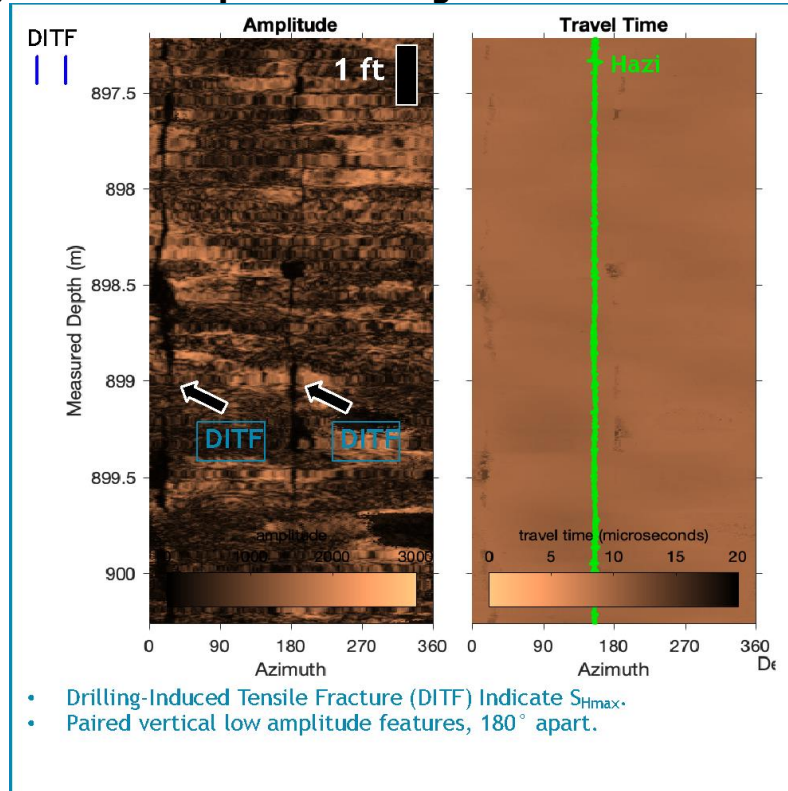 DITF
Amplitude
Travel Time
1 ft
Hazi
Measured Depth (m)
897.5
898
898.5
899
899.5
900
DITF
DITF
amplitude
1000
2000
3000
travel time (microseconds)
0
5
10
15
20
0
90
180
270
360
0
90
180
270
360
Azimuth
Azimuth
De
• Drilling-Induced Tensile Fracture (DITF) Indicate SHmax.
• Paired vertical low amplitude features, 180° apart.